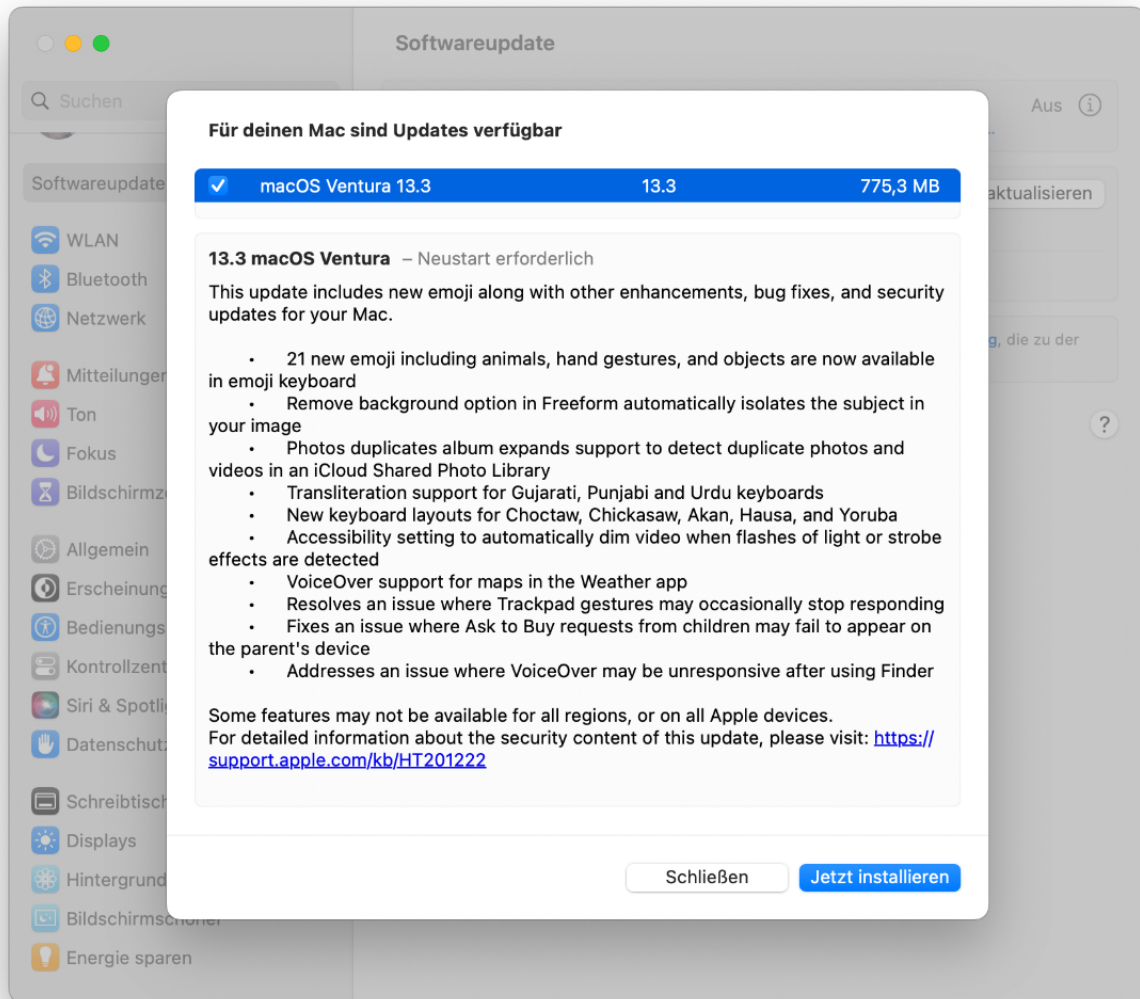 Softwareupdate
Suchen
Aus
Softwareupdate
aktualisieren
WLAN
Bluetooth
Netzwerk
die zu der
Ton
Fokus
Allgemein
Displays
Energie sparen
?
Für deinen Mac sind Updates verfügbar
macOS Ventura 13.3 13.3 775,3 MB
13.3 macOS Ventura – Neustart erforderlich
This update includes new emoji along with other enhancements, bug fixes, and security
updates for your Mac.
• 21 new emoji including animals, hand gestures, and objects are now available
in emoji keyboard
• Remove background option in Freeform automatically isolates the subject in
your image
• Photos duplicates album expands support to detect duplicate photos and
videos in an iCloud Shared Photo Library
• Transliteration support for Gujarati, Punjabi and Urdu keyboards
• New keyboard layouts for Choctaw, Chickasaw, Akan, Hausa, and Yoruba
• Accessibility setting to automatically dim video when flashes of light or strobe
effects are detected
• VoiceOver support for maps in the Weather app
• Resolves an issue where Trackpad gestures may occasionally stop responding
• Fixes an issue where Ask to Buy requests from children may fail to appear on
the parent's device
• Addresses an issue where VoiceOver may be unresponsive after using Finder
Some features may not be available for all regions, or on all Apple devices.
For detailed information about the security content of this update, please visit: https://
support.apple.com/kb/HT201222
Schließen Jetzt installieren